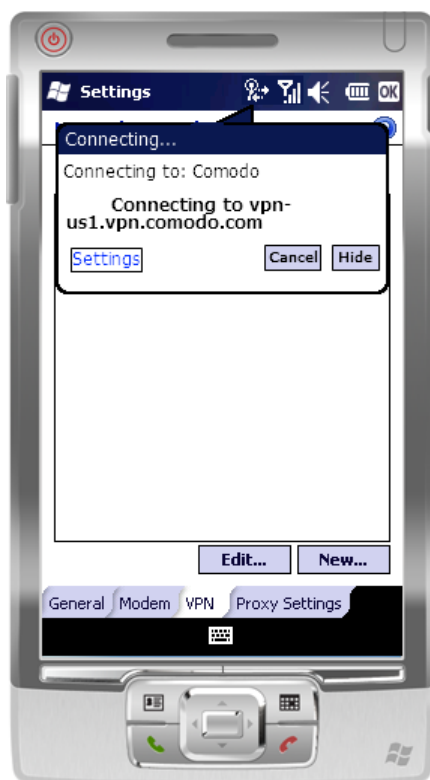 Settings
OK
Connecting...
Connecting to: Comodo
Connecting to vpn-
us1.vpn.comodo.com
Settings
Cancel
Hide
Edit...
New...
General
Modem
VPN
Proxy Settings